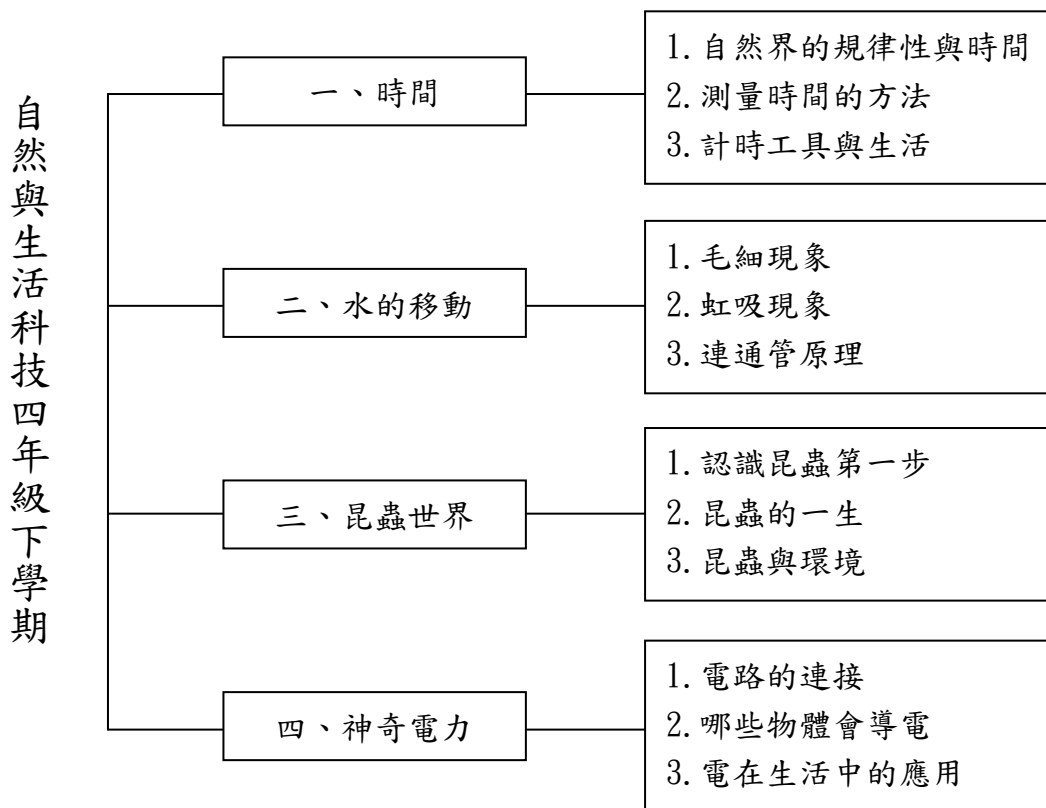 自然與生活科技四年級下學期
一、時間
1.自然界的規律性與時間
2.測量時間的方法
3.計時工具與生活
二、水的移動
1.毛細現象
2.虹吸現象
3.連通管原理
三、昆蟲世界
1.認識昆蟲第一步
2.昆蟲的一生
3.昆蟲與環境
四、神奇電力
1.電路的連接
2.哪些物體會導電
3.電在生活中的應用